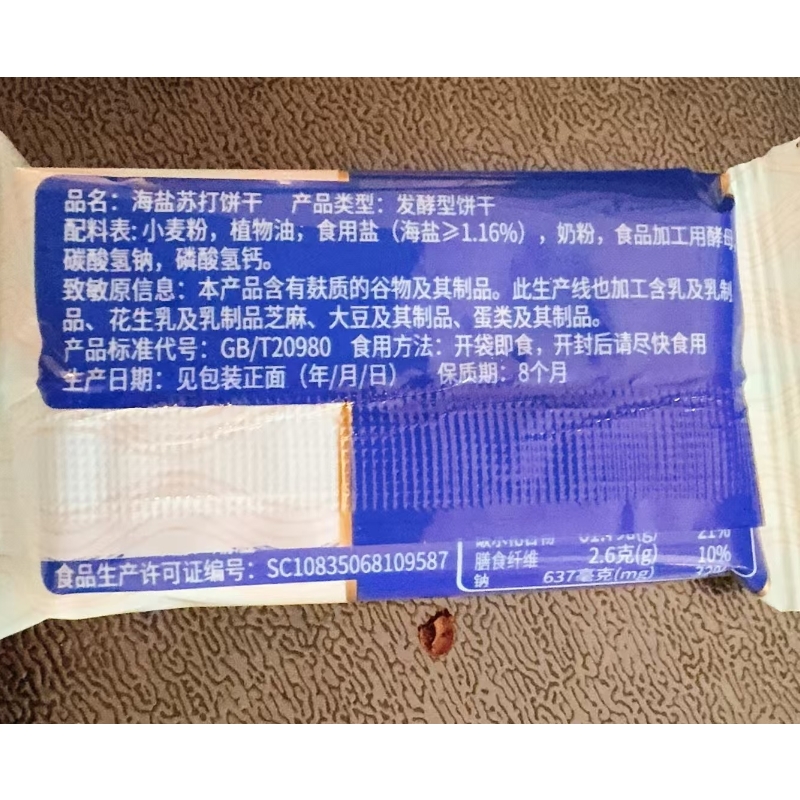 品名：海盐苏打饼干 产品类型：发酵型饼干
配料表：小麦粉，植物油，食用盐（海盐≥1.16%），奶粉，食品加工用酵母，
碳酸氢钠，磷酸氢钙。
致敏原信息：本产品含有麸质的谷物及其制品。此生产线也加工含乳及乳制
品、花生乳及乳制品芝麻、大豆及其制品、蛋类及其制品。
产品标准代号：GB/T20980 食用方法：开袋即食，开封后请尽快食用
生产日期：见包装正面（年/月/日） 保质期：8个月
食品生产许可证编号：SC10835068109587
21%
膳食纤维 2.6克(g) 10%
钠 637毫克(mg)